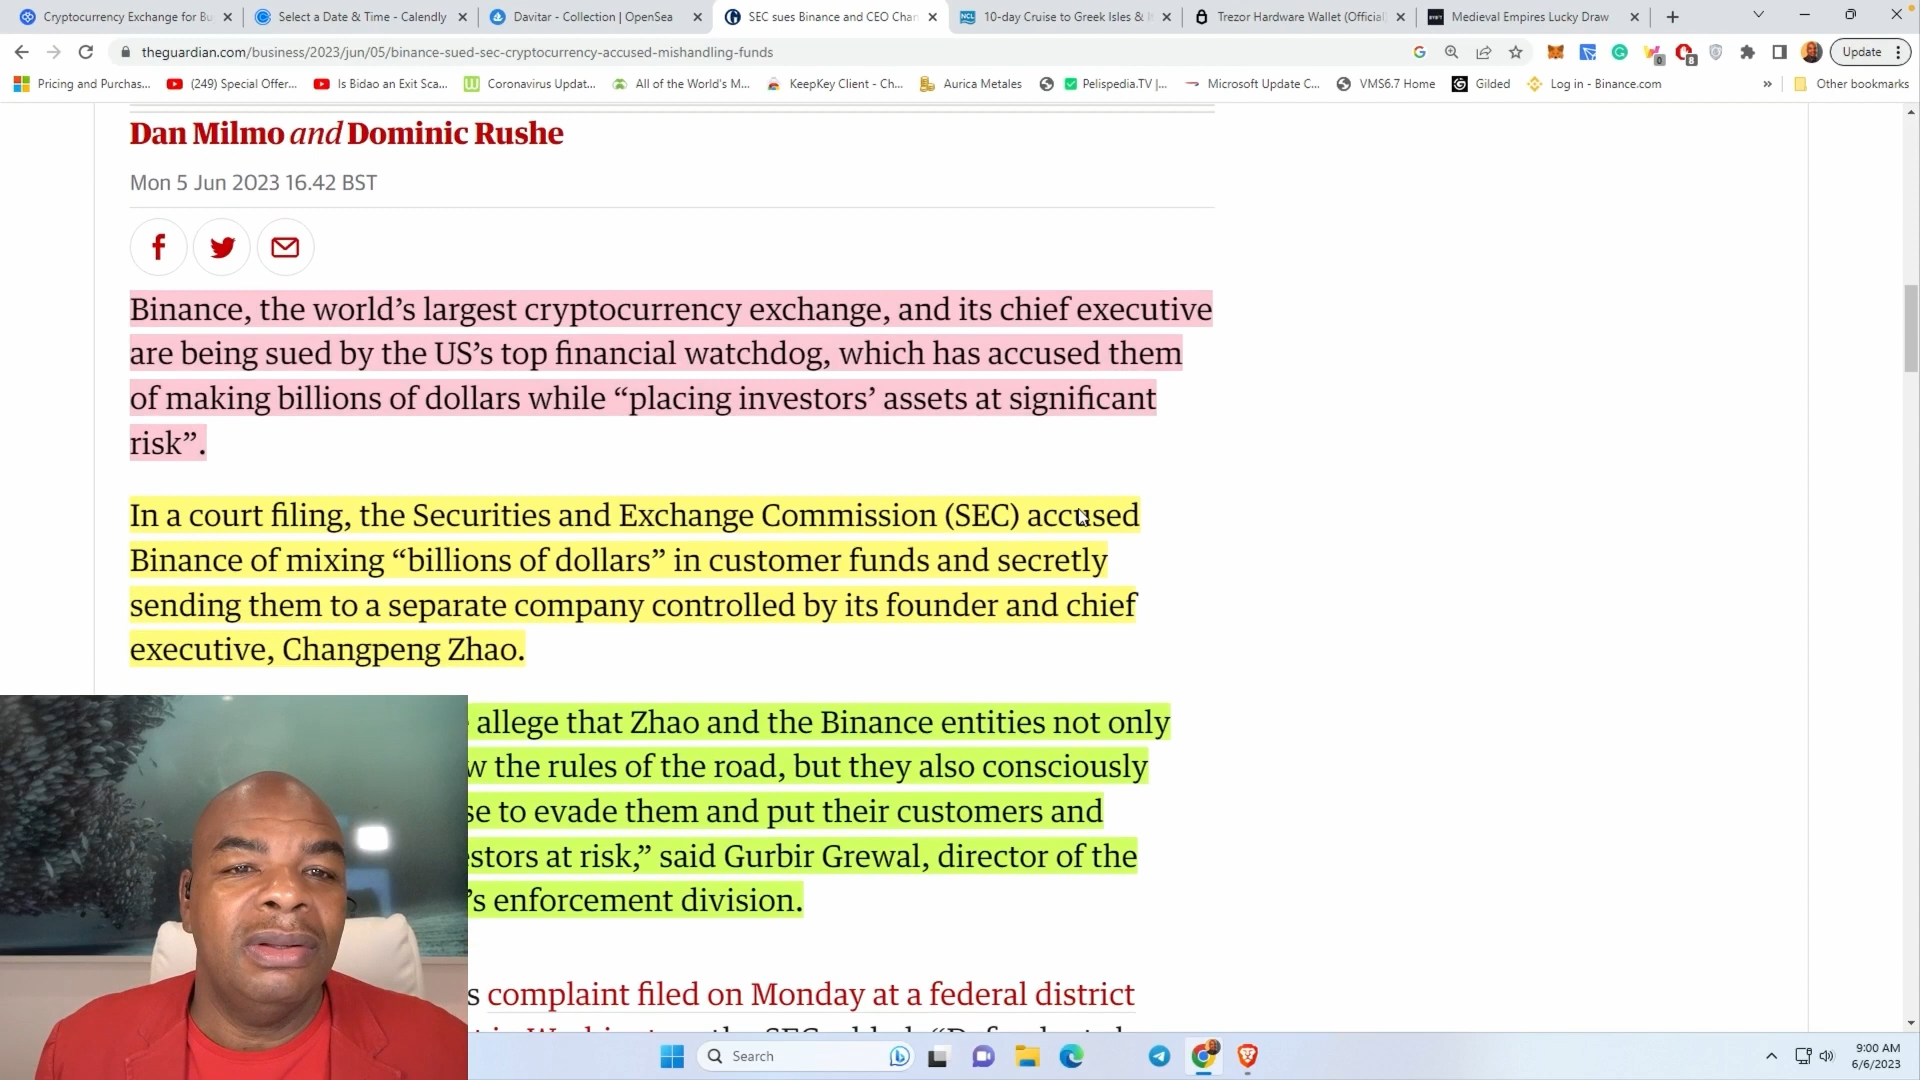 Cryptocurrency Exchange for Bu
Select a Date & Time - Calendly
Davitar - Collection | OpenSea
SEC sues Binance and CEO Chan
10-day Cruise to Greek Isles & I
Trezor Hardware Wallet (Official
Medieval Empires Lucky Draw
theguardian.com/business/2023/jun/05/binance-sued-sec-cryptocurrency-accused-mishandling-funds
Update
Pricing and Purchas...
(249) Special Offer...
Is Bidao an Exit Sca...
Coronavirus Updat...
All of the World's M...
KeepKey Client - Ch...
Aurica Metales
Pelispedia.TV |...
Microsoft Update C...
VMS6.7 Home
Gilded
Log in - Binance.com
Other bookmarks
Dan Milmo and Dominic Rushe
Mon 5 Jun 2023 16.42 BST
Binance, the world’s largest cryptocurrency exchange, and its chief executive
are being sued by the US’s top financial watchdog, which has accused them
of making billions of dollars while “placing investors’ assets at significant
risk”.
In a court filing, the Securities and Exchange Commission (SEC) accused
Binance of mixing “billions of dollars” in customer funds and secretly
sending them to a separate company controlled by its founder and chief
executive, Changpeng Zhao.
allege that Zhao and the Binance entities not only
w the rules of the road, but they also consciously
se to evade them and put their customers and
stors at risk,” said Gurbir Grewal, director of the
’s enforcement division.
s complaint filed on Monday at a federal district
Search
9:00 AM
6/6/2023